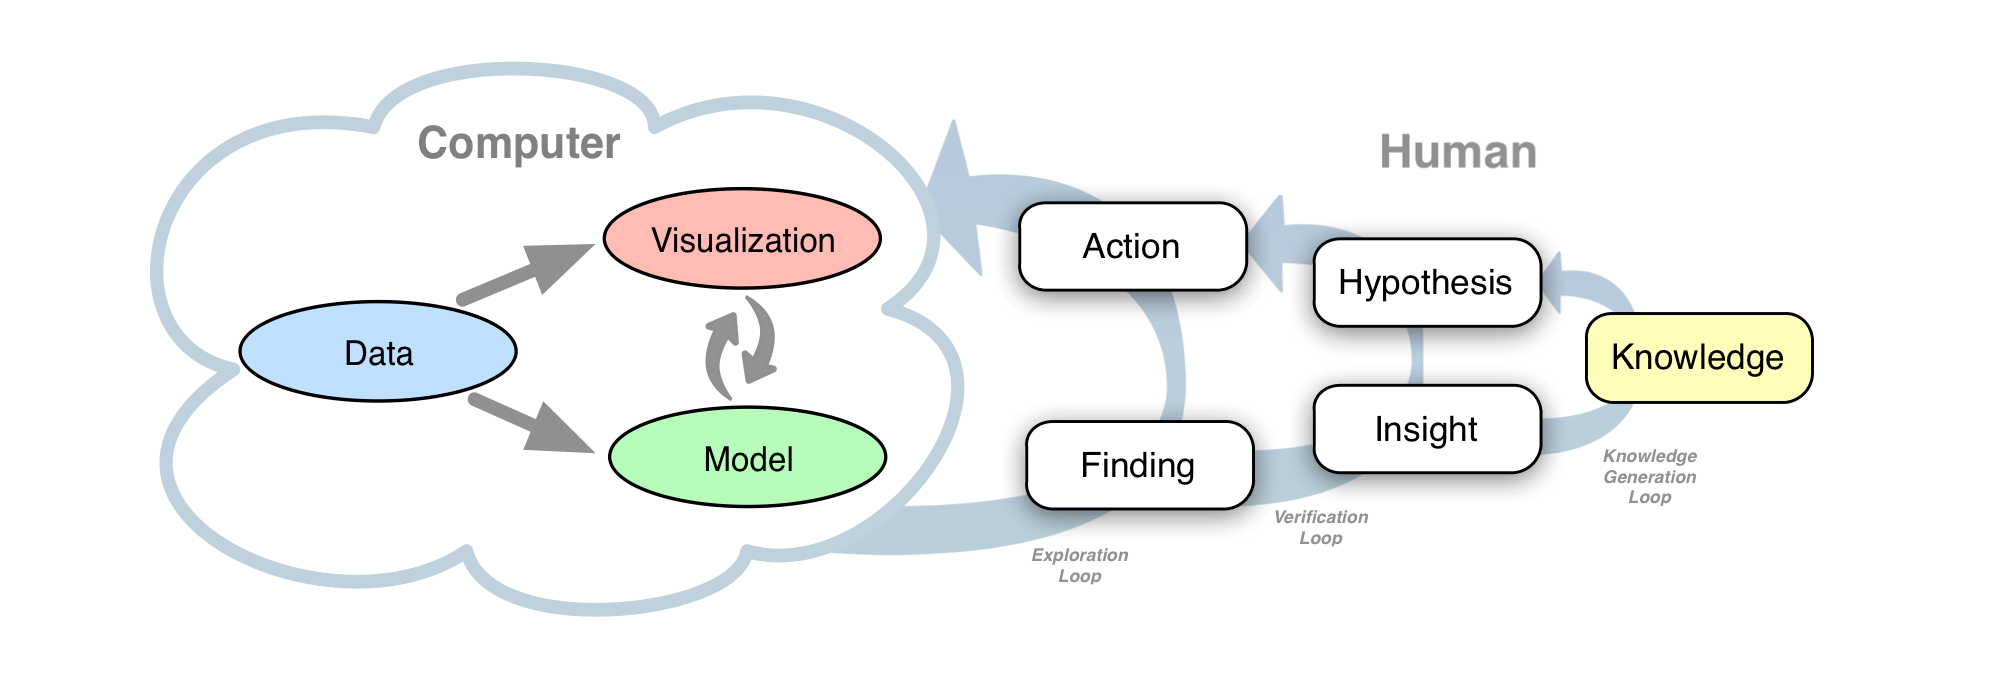 Computer
Human
Visualization
Action
Hypothesis
Data
Knowledge
Model
Finding
Insight
Knowledge
Generation
Loop
Verification
Loop
Exploration
Loop